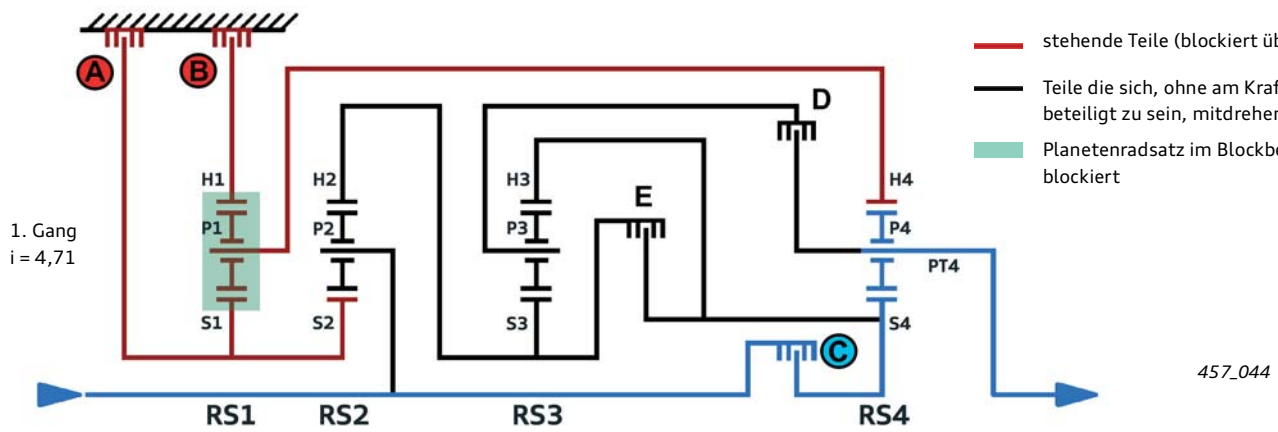 A
B
D
E
C
stehende Teile (blockiert üb
Teile die sich, ohne am Kraf
beteiligt zu sein, mitdrehen
Planetenradsatz im Blockbe
blockiert
H1
H2
H3
H4
1. Gang
i = 4,71
P1
P2
P3
P4
PT4
S1
S2
S3
S4
RS1
RS2
RS3
RS4
457_044